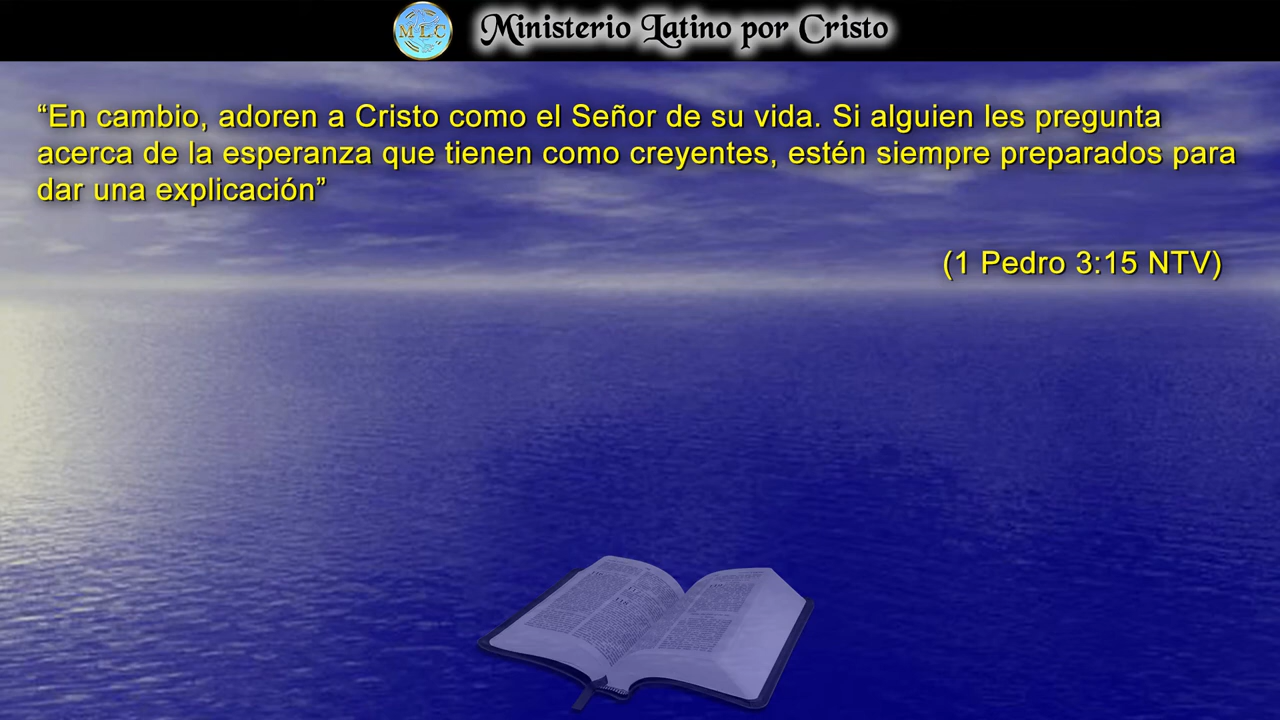 MLC Ministerio Latino por Cristo
“En cambio, adoren a Cristo como el Señor de su vida. Si alguien les pregunta
acerca de la esperanza que tienen como creyentes, estén siempre preparados para
dar una explicación”
(1 Pedro 3:15 NTV)